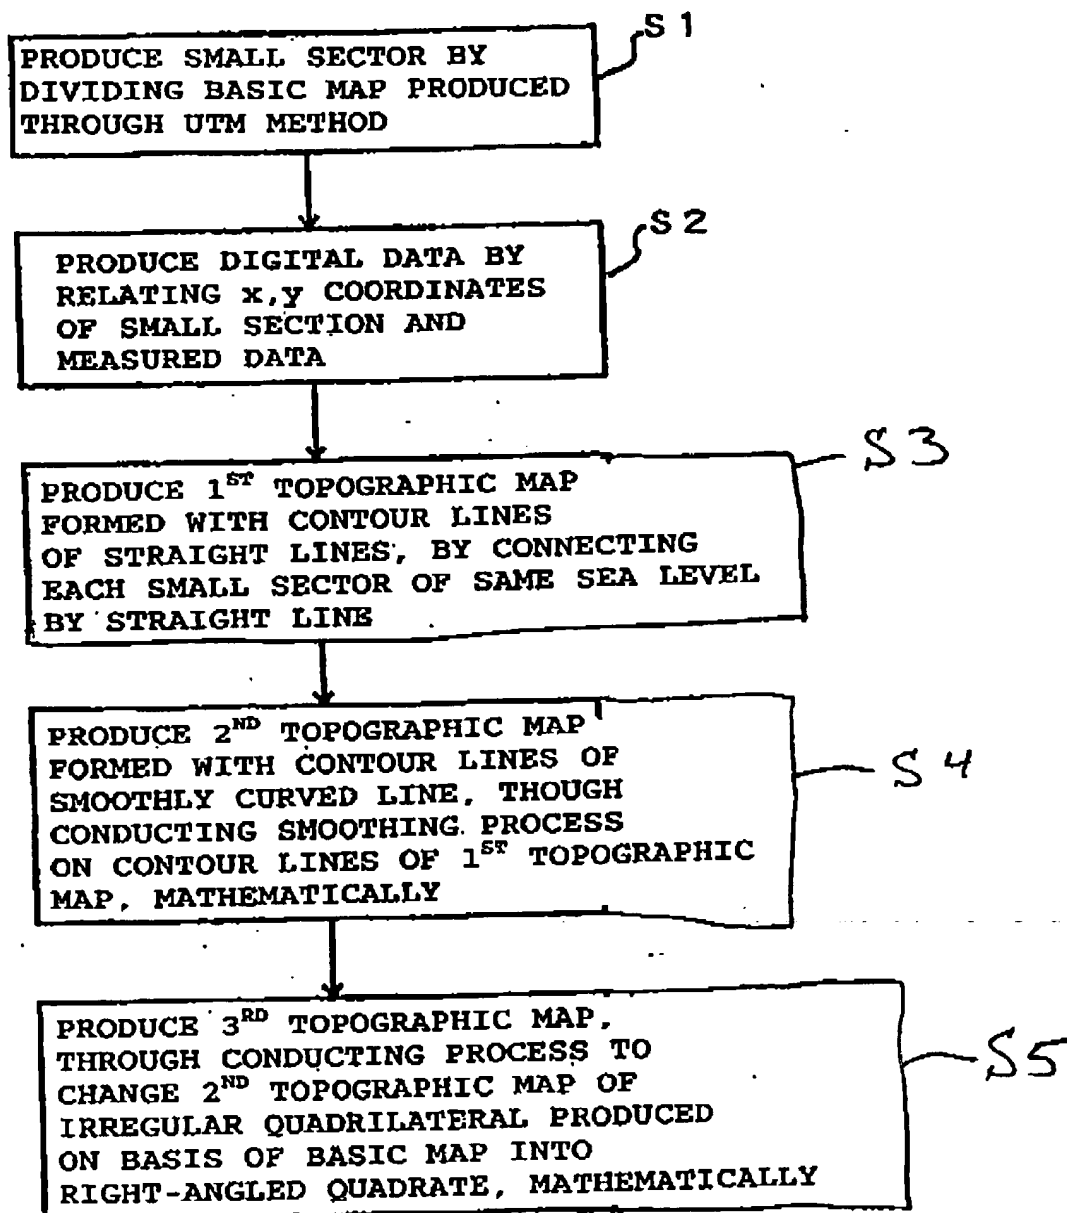 S 1
PRODUCE SMALL SECTOR BY
DIVIDING BASIC MAP PRODUCED
THROUGH UTM METHOD
S 2
PRODUCE DIGITAL DATA BY
RELATING x,y COORDINATES
OF SMALL SECTION AND
MEASURED DATA
S 3
PRODUCE 1ST TOPOGRAPHIC MAP
FORMED WITH CONTOUR LINES
OF STRAIGHT LINES, BY CONNECTING
EACH SMALL SECTOR OF SAME SEA LEVEL
BY STRAIGHT LINE
S 4
PRODUCE 2ND TOPOGRAPHIC MAP
FORMED WITH CONTOUR LINES OF
SMOOTHLY CURVED LINE, THOUGH
CONDUCTING SMOOTHING PROCESS
ON CONTOUR LINES OF 1ST TOPOGRAPHIC
MAP, MATHEMATICALLY
S5
PRODUCE 3RD TOPOGRAPHIC MAP,
THROUGH CONDUCTING PROCESS TO
CHANGE 2ND TOPOGRAPHIC MAP OF
IRREGULAR QUADRILATERAL PRODUCED
ON BASIS OF BASIC MAP INTO
RIGHT-ANGLED QUADRATE, MATHEMATICALLY